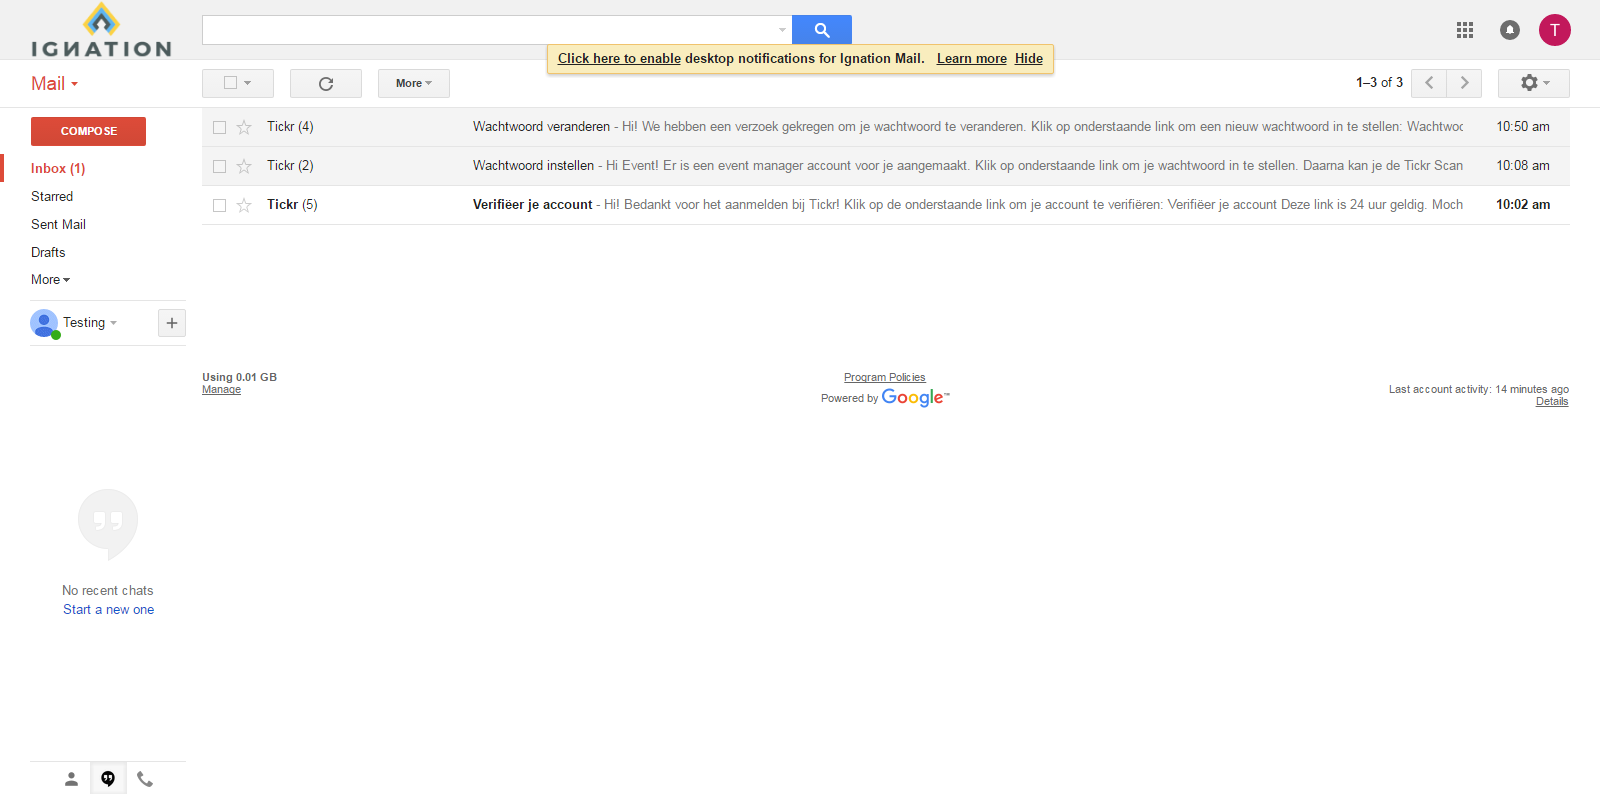 IGNATION
Click here to enable desktop notifications for Ignation Mail. Learn more Hide
T
Mail
More
1–3 of 3
COMPOSE
Inbox (1)
Starred
Sent Mail
Drafts
More
Testing
Tickr (4) Wachtwoord veranderen - Hi! We hebben een verzoek gekregen om je wachtwoord te veranderen. Klik op onderstaande link om een nieuw wachtwoord in te stellen: Wachtwoo 10:50 am
Tickr (2) Wachtwoord instellen - Hi Event! Er is een event manager account voor je aangemaakt. Klik op onderstaande link om je wachtwoord in te stellen. Daarna kan je de Tickr Scan 10:08 am
Tickr (5) Verifiëer je account - Hi! Bedankt voor het aanmelden bij Tickr! Klik op de onderstaande link om je account te verifiëren: Verifiëer je account Deze link is 24 uur geldig. Moch 10:02 am
Using 0.01 GB
Manage
Program Policies
Powered by Google™
Last account activity: 14 minutes ago
Details
No recent chats
Start a new one